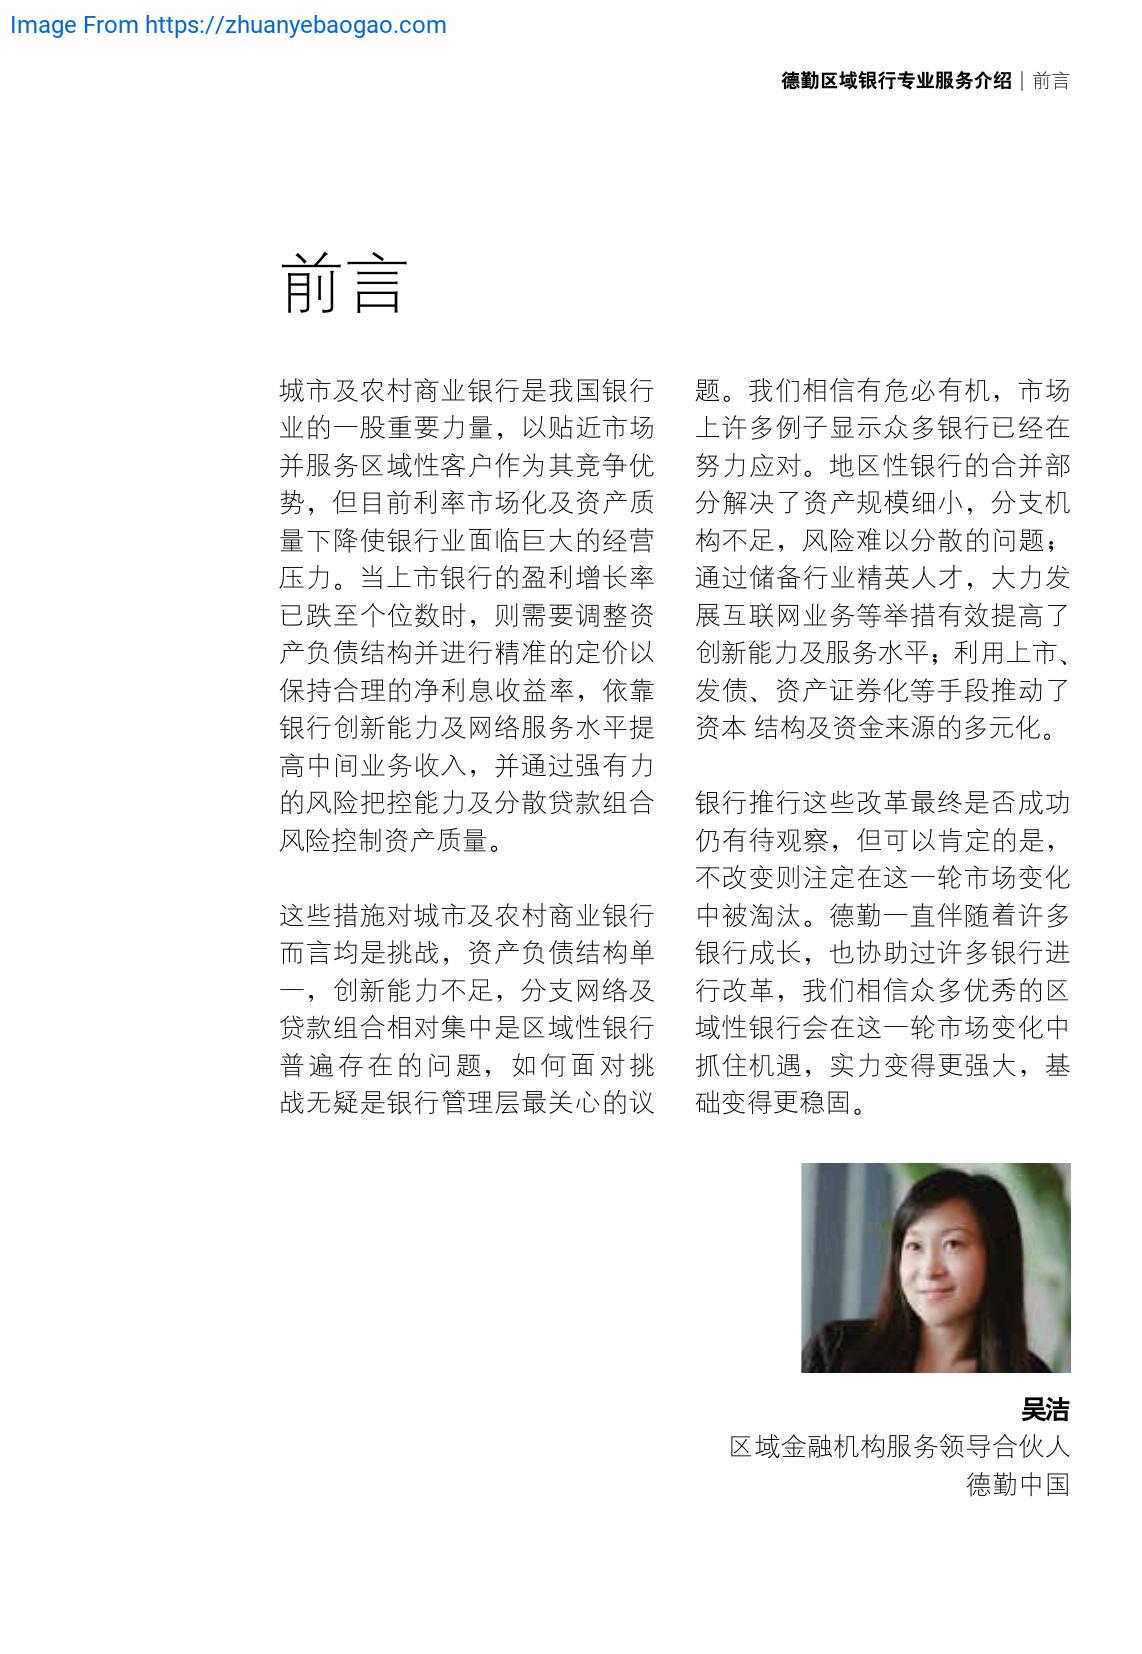 Image From https://zhuanyebaogao.com
德勤区域银行专业服务介绍 | 前言
前言
城市及农村商业银行是我国银行
业的一股重要力量，以贴近市场
并服务区域性客户作为其竞争优
势，但目前利率市场化及资产质
量下降使银行业面临巨大的经营
压力。当上市银行的盈利增长率
已跌至个位数时，则需要调整资
产负债结构并进行精准的定价以
保持合理的净利息收益率，依靠
银行创新能力及网络服务水平提
高中间业务收入，并通过强有力
的风险把控能力及分散贷款组合
风险控制资产质量。
这些措施对城市及农村商业银行
而言均是挑战，资产负债结构单
一，创新能力不足，分支网络及
贷款组合相对集中是区域性银行
普遍存在的问题，如何面对挑
战无疑是银行管理层最关心的议
题。我们相信有危必有机，市场
上许多例子显示众多银行已经在
努力应对。地区性银行的合并部
分解决了资产规模细小，分支机
构不足，风险难以分散的问题；
通过储备行业精英人才，大力发
展互联网业务等举措有效提高了
创新能力及服务水平；利用上市、
发债、资产证券化等手段推动了
资本 结构及资金来源的多元化。
银行推行这些改革最终是否成功
仍有待观察，但可以肯定的是，
不改变则注定在这一轮市场变化
中被淘汰。德勤一直伴随着许多
银行成长，也协助过许多银行进
行改革，我们相信众多优秀的区
域性银行会在这一轮市场变化中
抓住机遇，实力变得更强大，基
础变得更稳固。
吴洁
区域金融机构服务领导合伙人
德勤中国